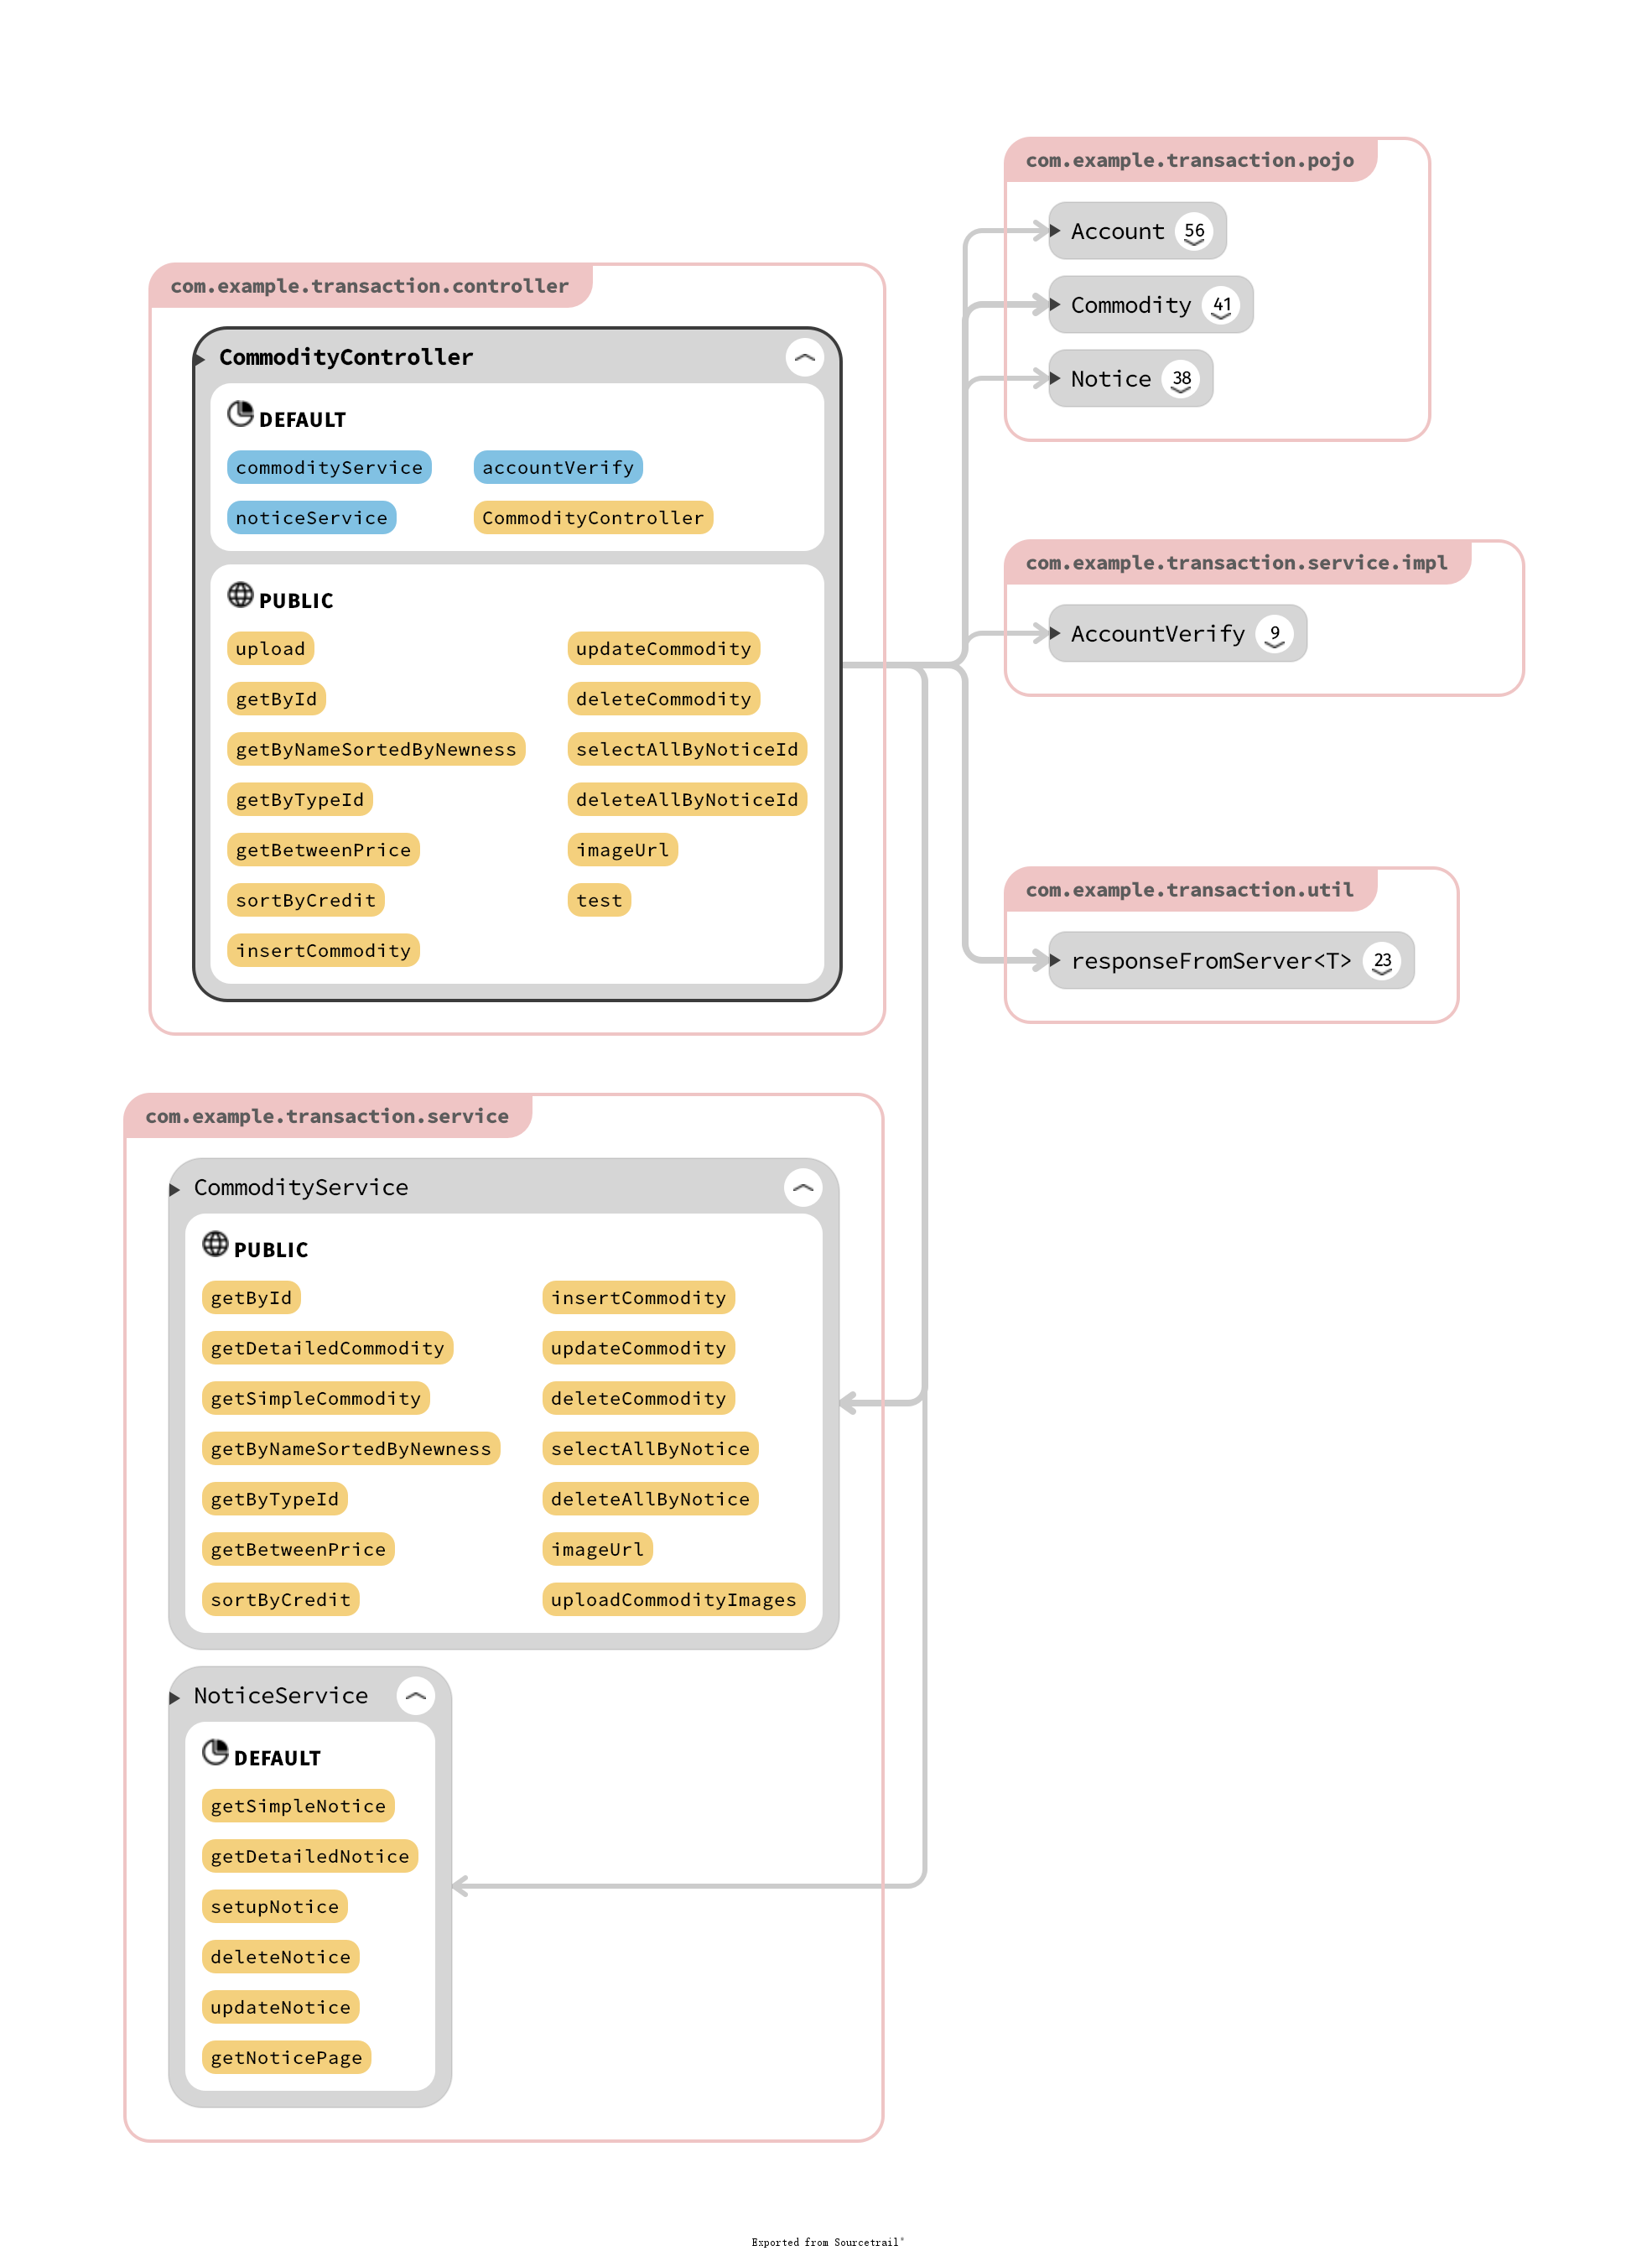 com.example.transaction.pojo
Account 56
Commodity 41
Notice 38
com.example.transaction.controller
CommodityController
DEFAULT
commodityService accountVerify
noticeService CommodityController
PUBLIC
upload updateCommodity
getById deleteCommodity
getByNameSortedByNewness selectAllByNoticeId
getByTypeId deleteAllByNoticeId
getBetweenPrice imageUrl
sortByCredit test
insertCommodity
com.example.transaction.service.impl
AccountVerify 9
com.example.transaction.util
responseFromServer<T> 23
com.example.transaction.service
CommodityService
PUBLIC
getById insertCommodity
getDetailedCommodity updateCommodity
getSimpleCommodity deleteCommodity
getByNameSortedByNewness selectAllByNotice
getByTypeId deleteAllByNotice
getBetweenPrice imageUrl
sortByCredit uploadCommodityImages
NoticeService
DEFAULT
getSimpleNotice
getDetailedNotice
setupNotice
deleteNotice
updateNotice
getNoticePage
Exported from Sourcetrail®